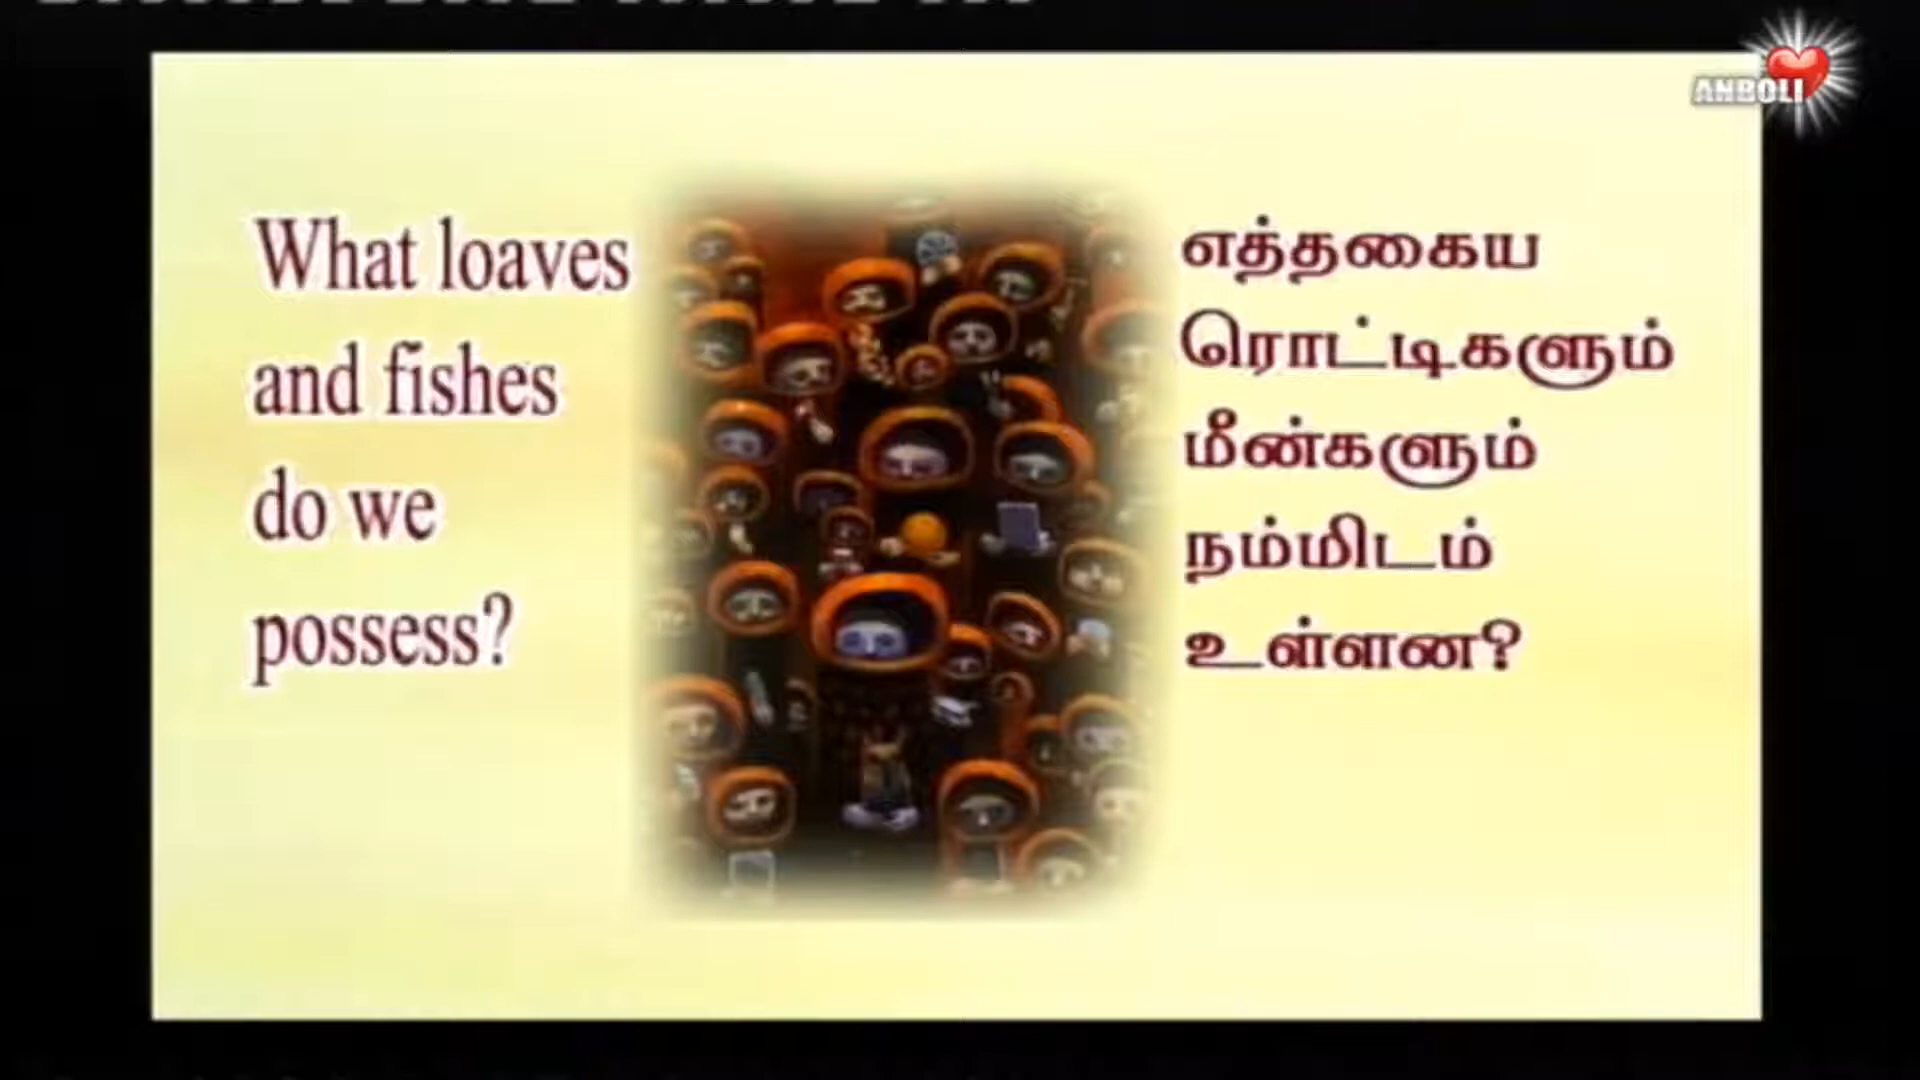 ANBOLI
What loaves
and fishes
do we
possess?
எத்தகைய
ரொட்டிகளும்
மீண்களும்
நம்மிடம்
உள்ளன?